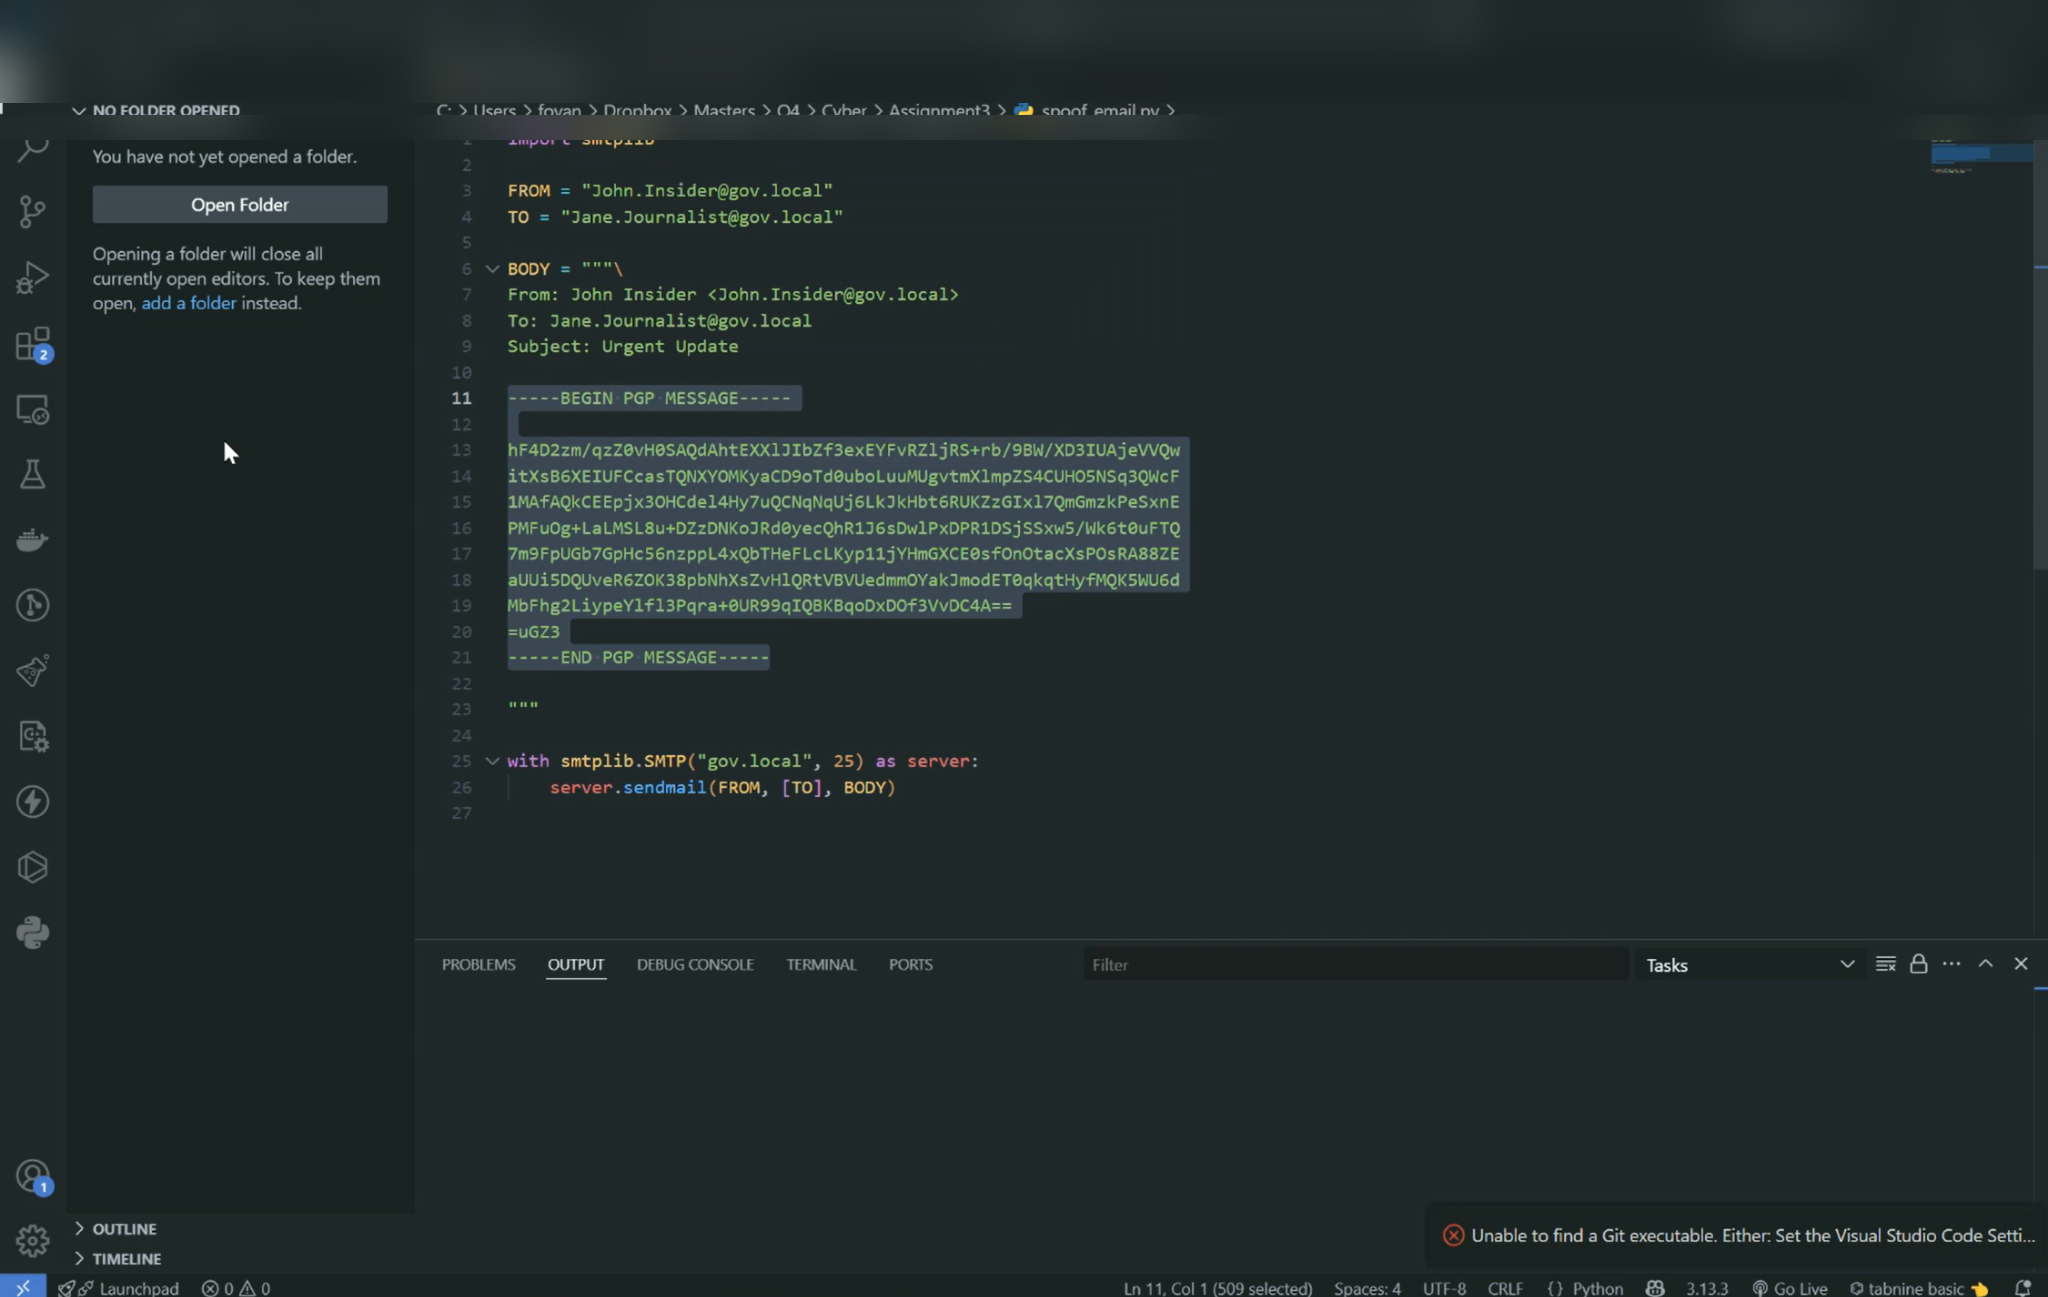 NO FOLDER OPENED
C: > Users > fovan > Dropbox > Masters > Q4 > Cyber > Assignment3 > spoof_email.py >
You have not yet opened a folder.
Open Folder
Opening a folder will close all
currently open editors. To keep them
open, add a folder instead.
2
1 import smtplib
2
3 FROM = "John.Insider@gov.local"
4 TO = "Jane.Journalist@gov.local"
5
6 BODY = """\
7 From: John Insider <John.Insider@gov.local>
8 To: Jane.Journalist@gov.local
9 Subject: Urgent Update
10
11 -----BEGIN PGP MESSAGE-----
12
13 hF4D2zm/qzZ0vH0SAQdAhtEXXlJIbZf3exEYFvRZljRS+rb/9BW/XD3IUAjeVVQw
14 itXsB6XEIUFCcasTQNXYOMKyaCD9oTd0uboLuuMUgvtmXlmpZS4CUHO5NSq3QWcF
15 1MAfAQkCEEpjx3OHCdel4Hy7uQCNqNqUj6LkJkHbt6RUKZzGIxl7QmGmzkPeSxnE
16 PMFuOg+LaLMSL8u+DZzDNKoJRd0yecQhR1J6sDwlPxDPR1DSjSSxw5/Wk6t0uFTQ
17 7m9FpUGb7GpHc56nzppL4xQbTHeFLcLKyp11jYHmGXCE0sfOnOtacXsPOsRA88ZE
18 aUUi5DQUveR6ZOK38pbNhXsZvHlQRtVBVUedmmOYakJmodET0qkqtHyfMQK5WU6d
19 MbFhg2LiypeYlfl3Pqra+0UR99qIQBKBqoDxDOf3VvDC4A==
20 =uGZ3
21 -----END PGP MESSAGE-----
22
23 """
24
25 with smtplib.SMTP("gov.local", 25) as server:
26 server.sendmail(FROM, [TO], BODY)
27
PROBLEMS OUTPUT DEBUG CONSOLE TERMINAL PORTS Filter Tasks
1
OUTLINE
TIMELINE
Unable to find a Git executable. Either: Set the Visual Studio Code Setti...
Launchpad 0 0 Ln 11, Col 1 (509 selected) Spaces: 4 UTF-8 CRLF {} Python 3.13.3 Go Live tabnine basic